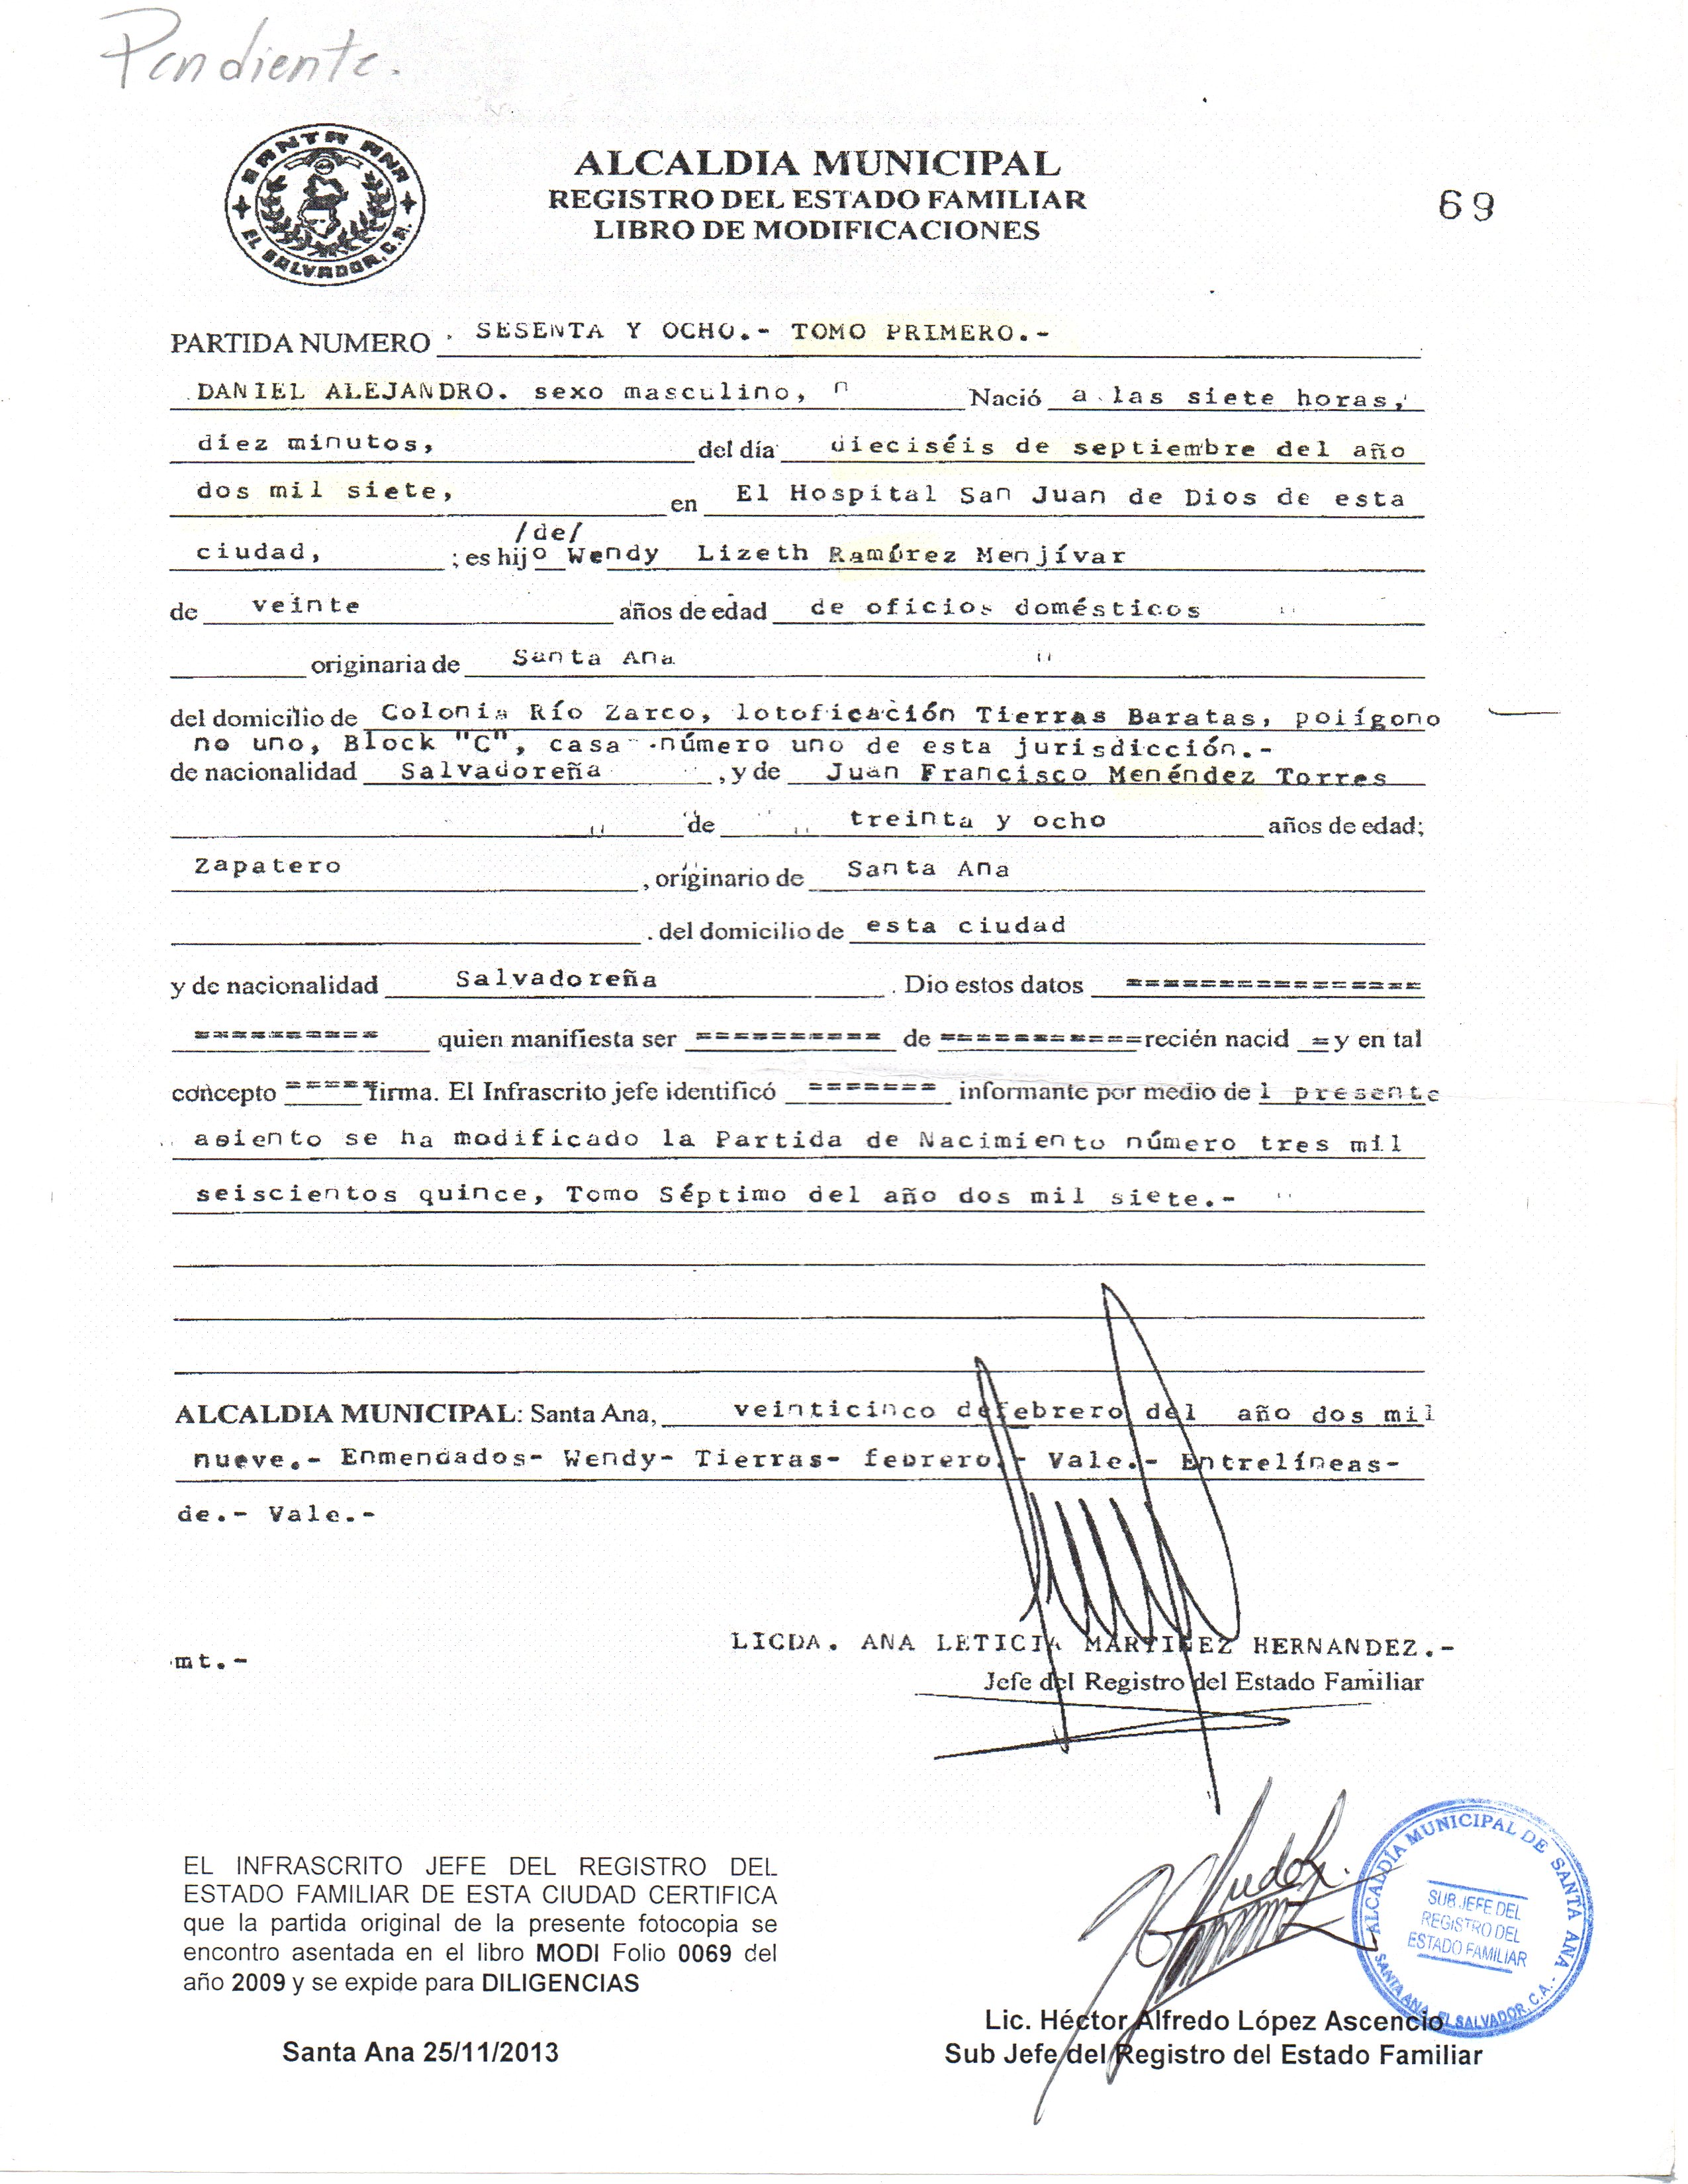 Pendiente.
SANTA ANA
EL SALVADOR, C.A.
ALCALDIA MUNICIPAL
REGISTRO DEL ESTADO FAMILIAR
LIBRO DE MODIFICACIONES
69
PARTIDA NUMERO SESENTA Y OCHO.- TOMO PRIMERO.-
DANIEL ALEJANDRO. sexo masculino, Nació a las siete horas,
diez minutos, del día dieciséis de septiembre del año
dos mil siete, en El Hospital San Juan de Dios de esta
/de/
ciudad, ; es hijo Wendy Lizeth Ramírez Menjívar
de veinte años de edad de oficios domésticos
originaria de Santa Ana
del domicilio de Colonia Río Zarco, lotoficación Tierras Baratas, polígono
no uno, Block "C", casa número uno de esta jurisdicción.-
de nacionalidad Salvadoreña , y de Juan Francisco Menéndez Torres
de treinta y ocho años de edad;
Zapatero , originario de Santa Ana
. del domicilio de esta ciudad
y de nacionalidad Salvadoreña . Dio estos datos ================
========== quien manifiesta ser ========== de =========== recién nacid = y en tal
concepto ===== firma. El Infrascrito jefe identificó ======= informante por medio de l presente
asiento se ha modificado la Partida de Nacimiento número tres mil
seiscientos quince, Tomo Séptimo del año dos mil siete.-
ALCALDIA MUNICIPAL: Santa Ana, veinticinco de febrero del año dos mil
nueve.- Enmendados- Wendy- Tierras- febrero.- Vale.- Entrelíneas-
de.- Vale.-
LICDA. ANA LETICIA MARTINEZ HERNANDEZ.-
mt.-
Jefe del Registro del Estado Familiar
EL INFRASCRITO JEFE DEL REGISTRO DEL
ESTADO FAMILIAR DE ESTA CIUDAD CERTIFICA
que la partida original de la presente fotocopia se
encontro asentada en el libro MODI Folio 0069 del
año 2009 y se expide para DILIGENCIAS
Santa Ana 25/11/2013
ALCALDÍA MUNICIPAL DE SANTA ANA
SUB JEFE DEL
REGISTRO DEL
ESTADO FAMILIAR
SANTA ANA, EL SALVADOR, C.A.-
Lic. Héctor Alfredo López Ascencio
Sub Jefe del Registro del Estado Familiar